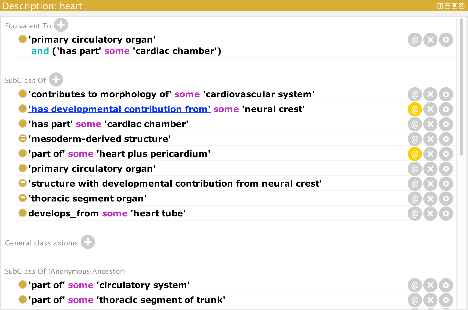 Description: heart
Equivalent To
'primary circulatory organ'
and ('has part' some 'cardiac chamber')
SubClass Of
'contributes to morphology of' some 'cardiovascular system'
'has developmental contribution from' some 'neural crest'
'has part' some 'cardiac chamber'
'mesoderm-derived structure'
'part of' some 'heart plus pericardium'
'primary circulatory organ'
'structure with developmental contribution from neural crest'
'thoracic segment organ'
develops_from some 'heart tube'
General class axioms
SubClass Of (Anonymous Ancestor)
'part of' some 'circulatory system'
'part of' some 'thoracic segment of trunk'